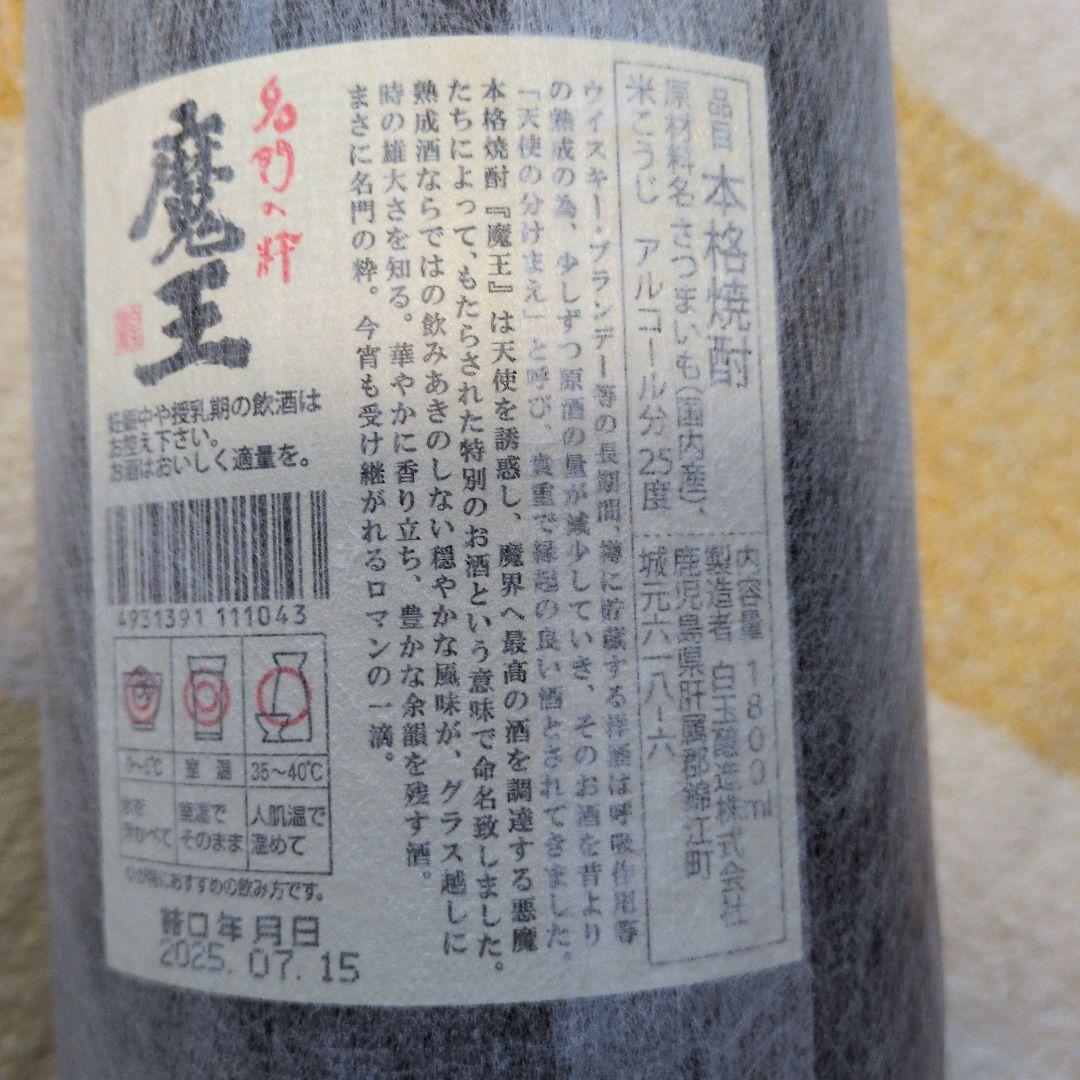 品目 本格焼酎
原材料名 さつまいも(国内産)、
米こうじ アルコール分25度
内容量 1800ml
製造者 白玉醸造株式会社
鹿児島県肝属郡錦江町
城元六一八ー六
ウイスキー・ブランデー等の長期間、樽に貯蔵する洋酒は呼吸作用等
の熟成の為、少しずつ原酒の量が減少していき、そのお酒を昔より
「天使の分けまえ」と呼び、貴重で縁起の良い酒とされてきました。
本格焼酎『魔王』は天使を誘惑し、魔界へ最高の酒を調達する悪魔
たちによって、もたらされた特別のお酒という意味で命名致しました。
熟成酒ならではの飲みあきのしない穏やかな風味が、グラス越しに
時の雄大さを知る。華やかに香り立ち、豊かな余韻を残す酒。
まさに名門の粋。今宵も受け継がれるロマンの一滴。
名門の粋
魔王
妊娠中や授乳期の飲酒は
お控え下さい。
お酒はおいしく適量を。
4931391 111043
0〜5℃ 室温 35〜40℃
氷を
浮かべて
室温で
そのまま
人肌温で
温めて
◎が特におすすめの飲み方です。
詰口年月日
2025.07.15